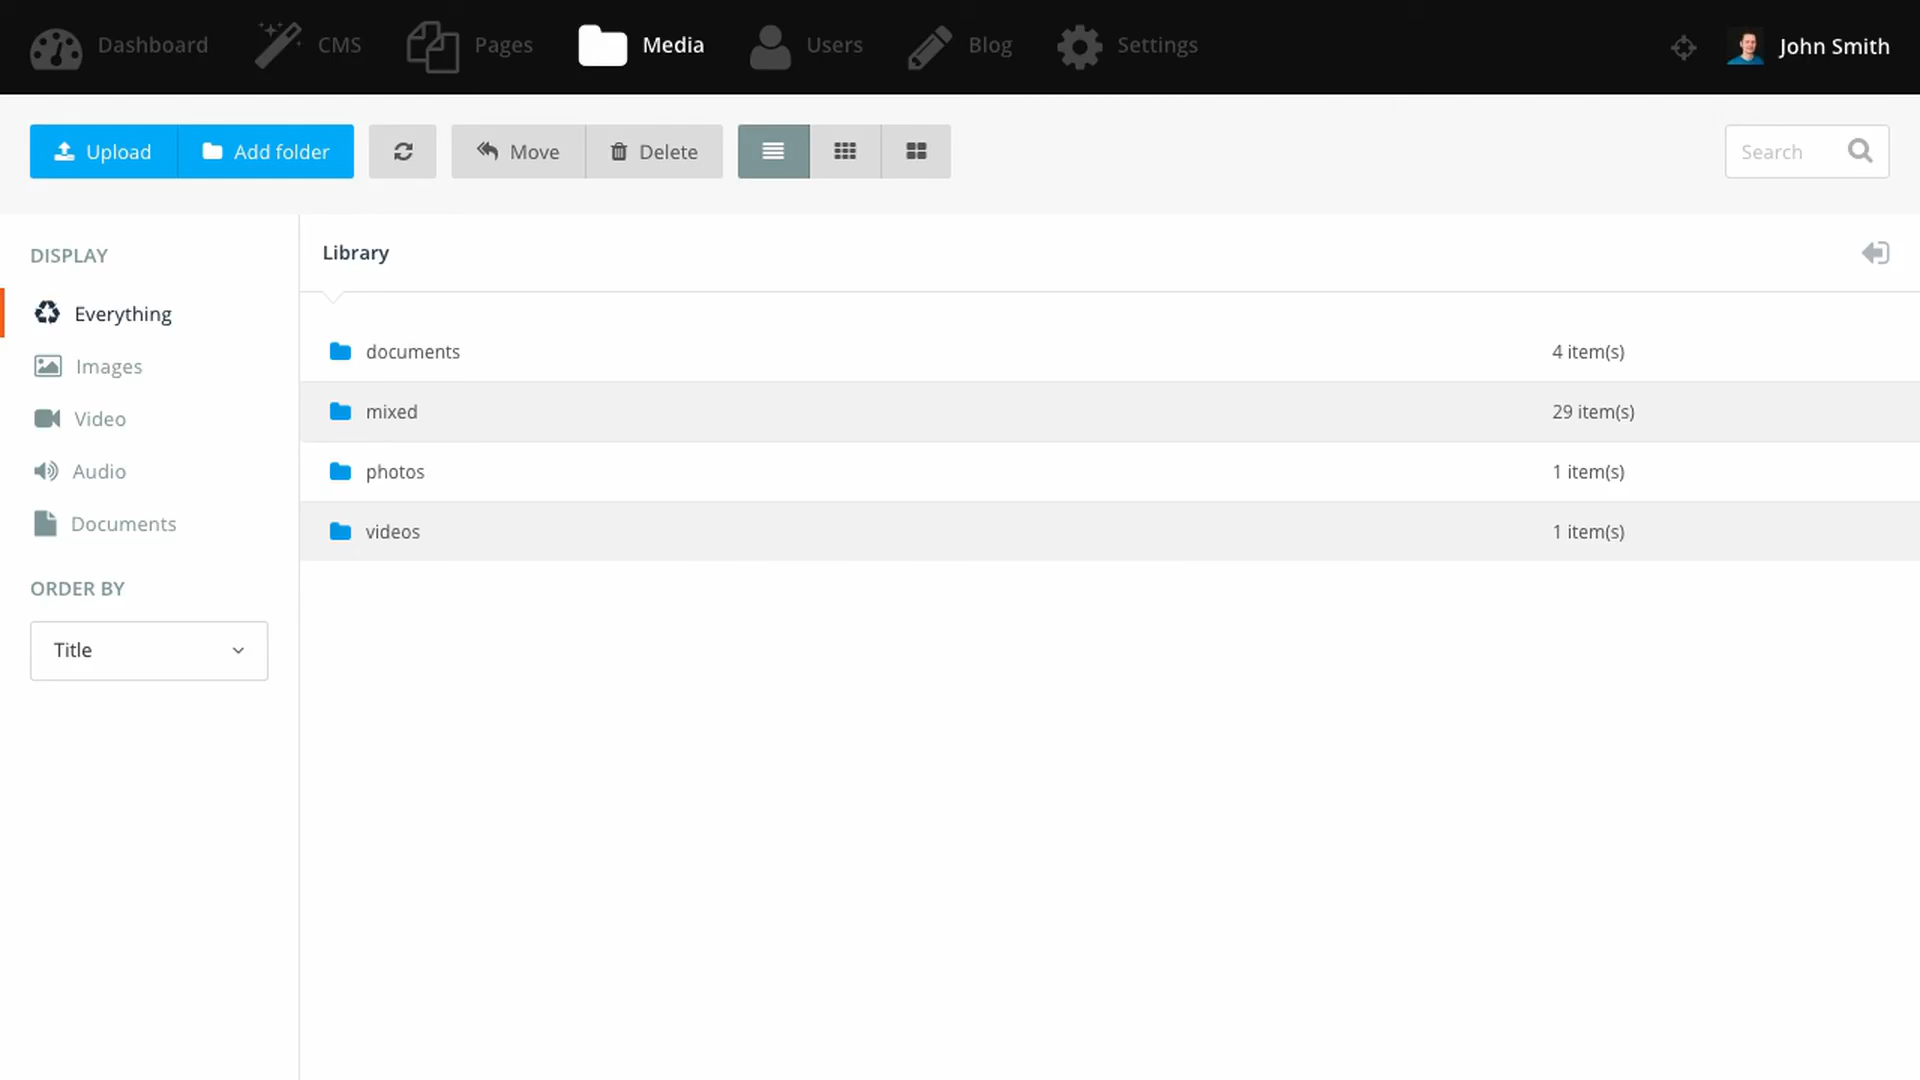 Dashboard CMS Pages Media Users Blog Settings John Smith
Upload Add folder Move Delete Search
DISPLAY
Everything
Images
Video
Audio
Documents
ORDER BY
Title
Library
documents 4 item(s)
mixed 29 item(s)
photos 1 item(s)
videos 1 item(s)